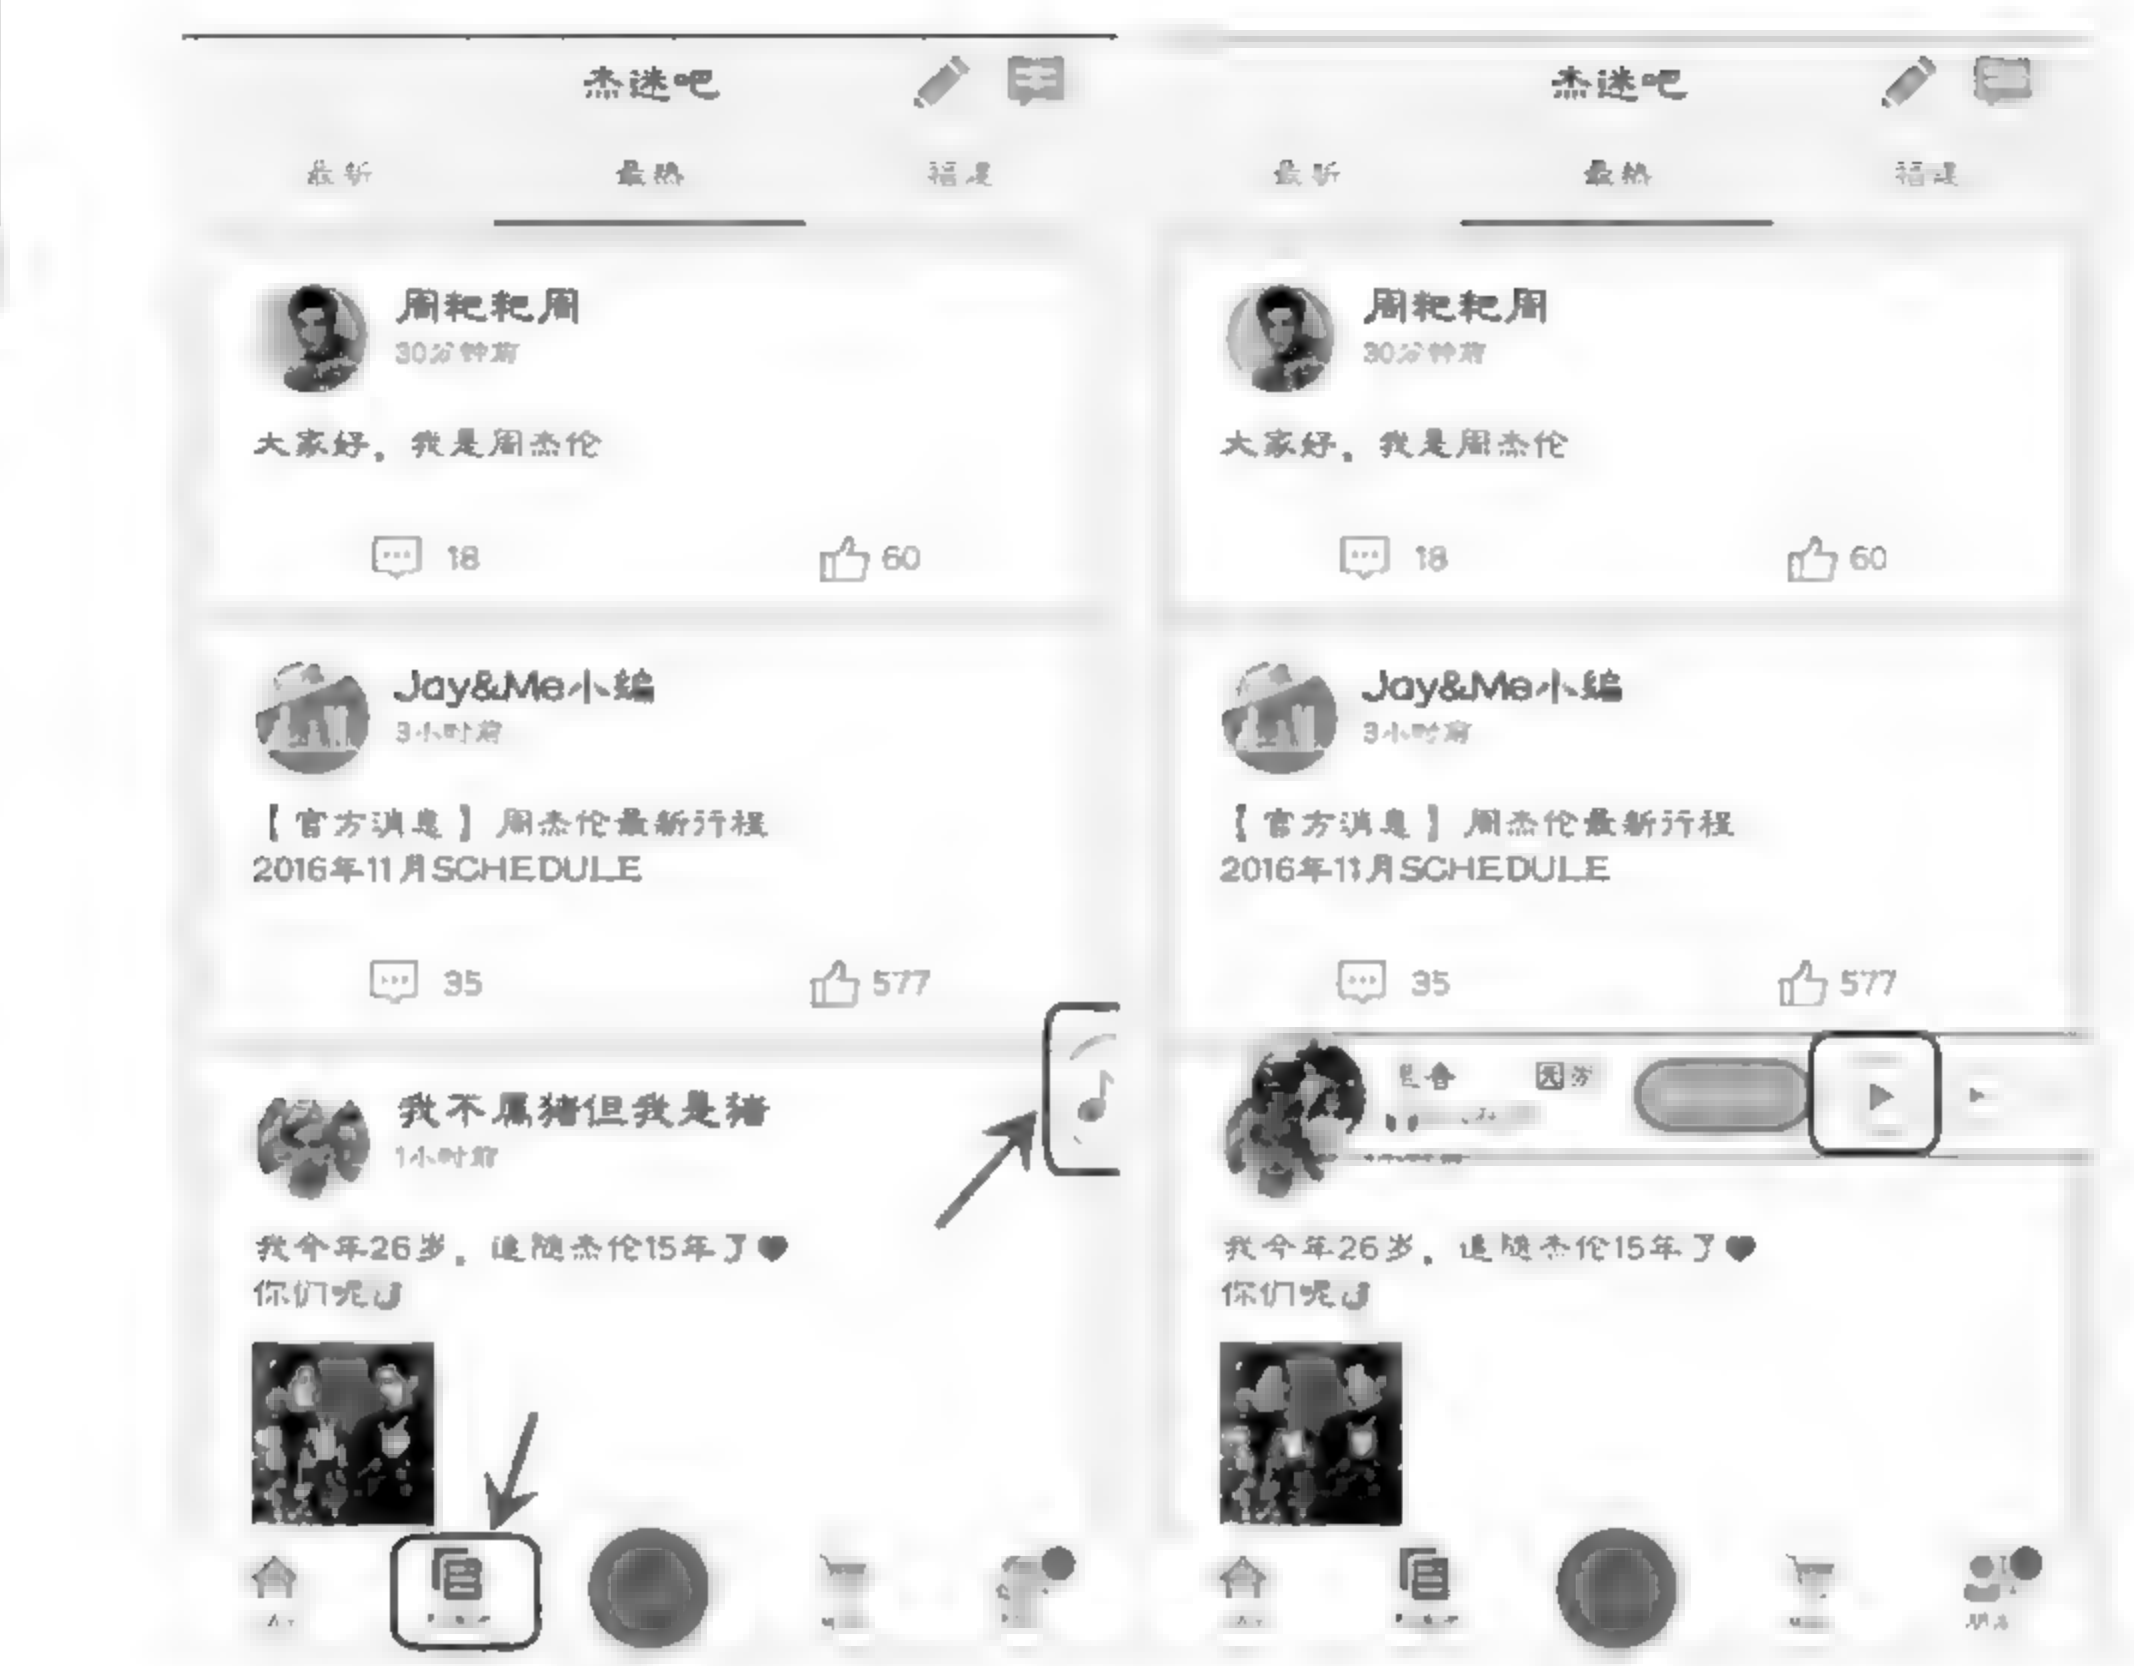 杰迷吧
最新 最热 福星
周耙耙周
30分钟前
大家好，我是周杰伦
18 60
Jay&Me小编
3小时前
【官方消息】周杰伦最新行程
2016年11月SCHEDULE
35 577
我不属猪但我是猪
1小时前
我今年26岁，追随杰伦15年了❤
你们呢
杰迷吧
最新 最热 福星
周耙耙周
30分钟前
大家好，我是周杰伦
18 60
Jay&Me小编
3小时前
【官方消息】周杰伦最新行程
2016年11月SCHEDULE
35 577
我今年26岁，追随杰伦15年了❤
你们呢